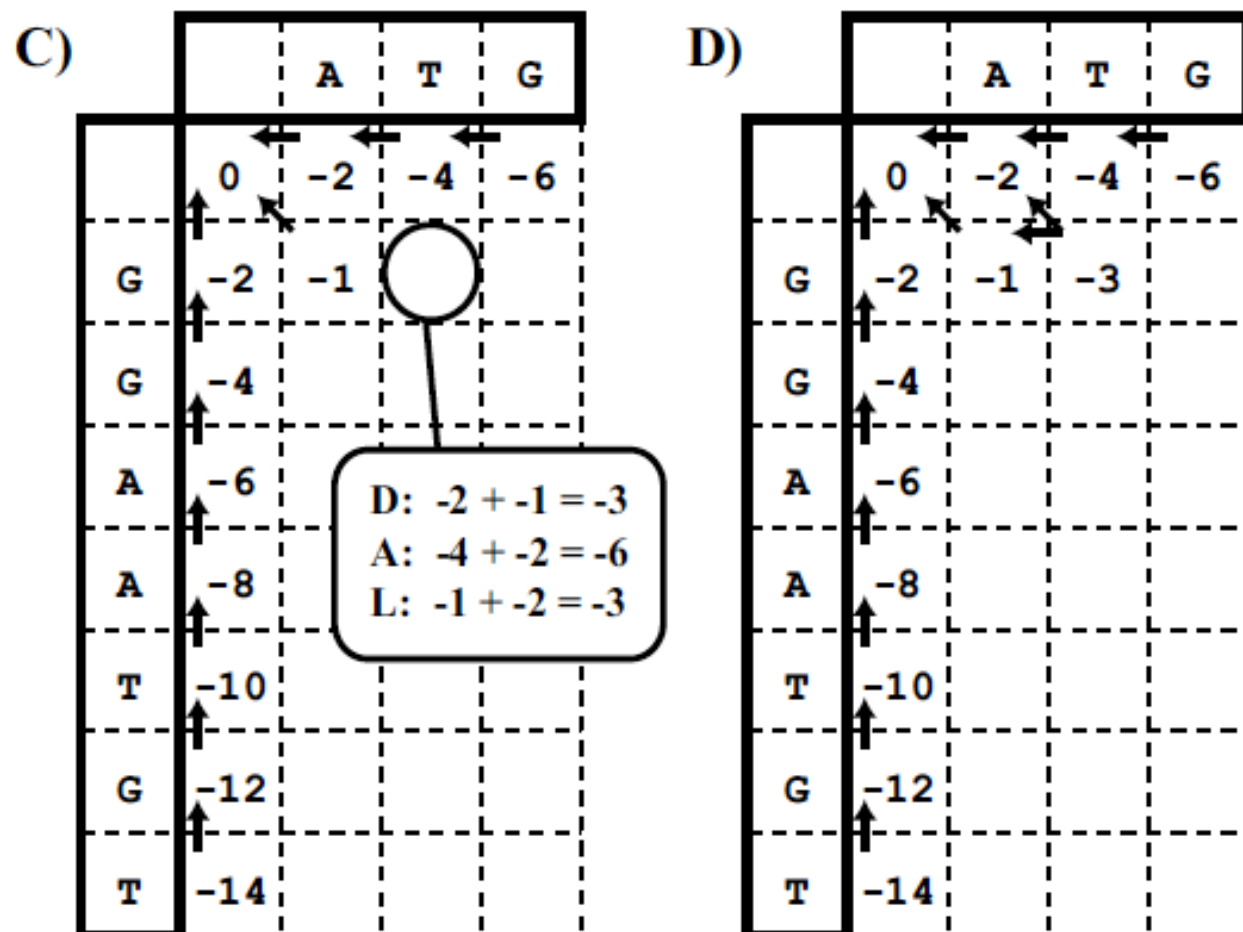 C)
A T G
0 -2 -4 -6
G -2 -1
G -4
A -6
D: -2 + -1 = -3
A: -4 + -2 = -6
L: -1 + -2 = -3
A -8
T -10
G -12
T -14
D)
A T G
0 -2 -4 -6
G -2 -1 -3
G -4
A -6
A -8
T -10
G -12
T -14